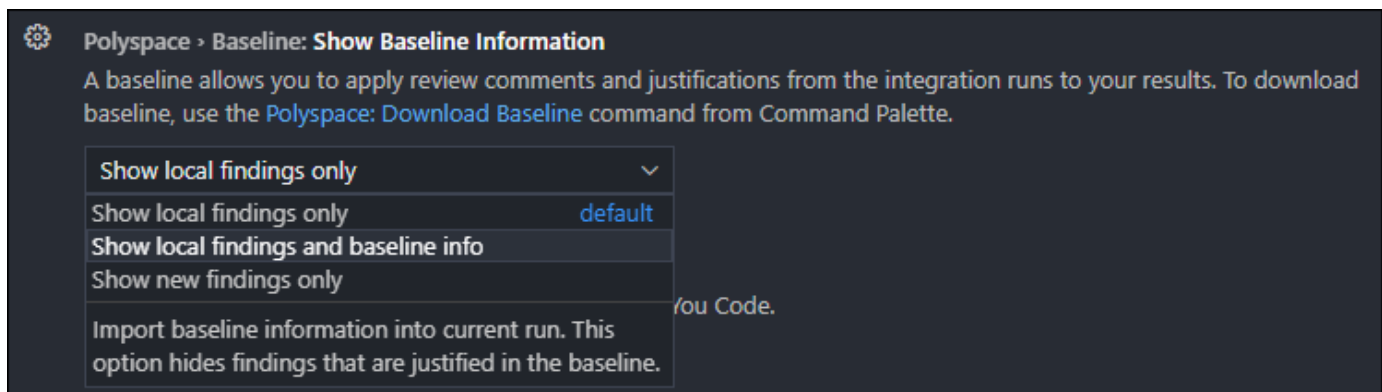 Polyspace › Baseline: Show Baseline Information
A baseline allows you to apply review comments and justifications from the integration runs to your results. To download
baseline, use the Polyspace: Download Baseline command from Command Palette.
Show local findings only
Show local findings only default
Show local findings and baseline info
Show new findings only
You Code.
Import baseline information into current run. This
option hides findings that are justified in the baseline.